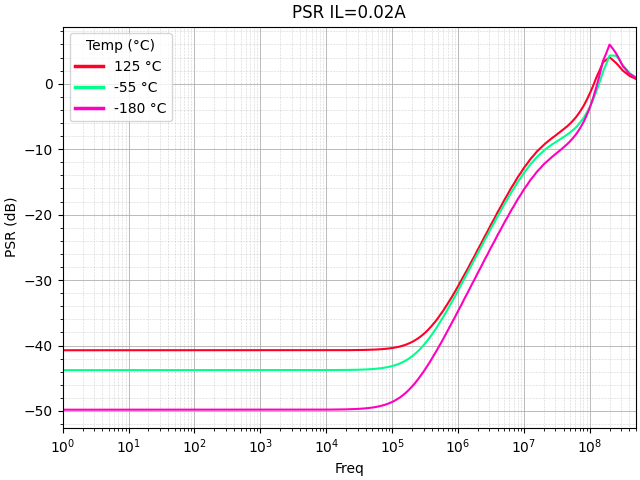 PSR IL=0.02A
Temp (°C)
125 °C
-55 °C
-180 °C
0
−10
−20
−30
−40
−50
PSR (dB)
10⁰ 10¹ 10² 10³ 10⁴ 10⁵ 10⁶ 10⁷ 10⁸
Freq